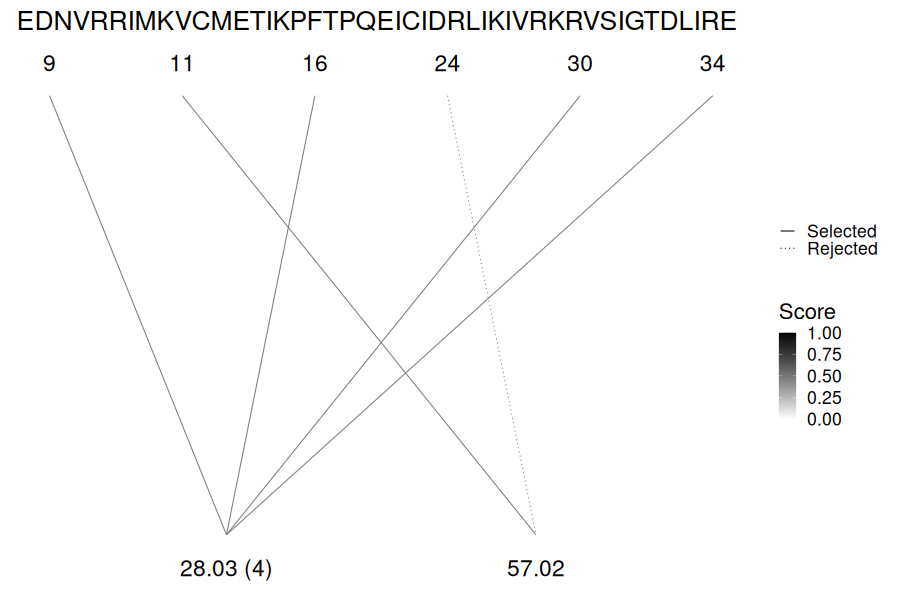 EDNVRRIMKVCMETIKPFTPQEICIDRLIKIVRKRVSIGTDLIRE
9 11 16 24 30 34
Selected
Rejected
Score
1.00
0.75
0.50
0.25
0.00
28.03 (4) 57.02